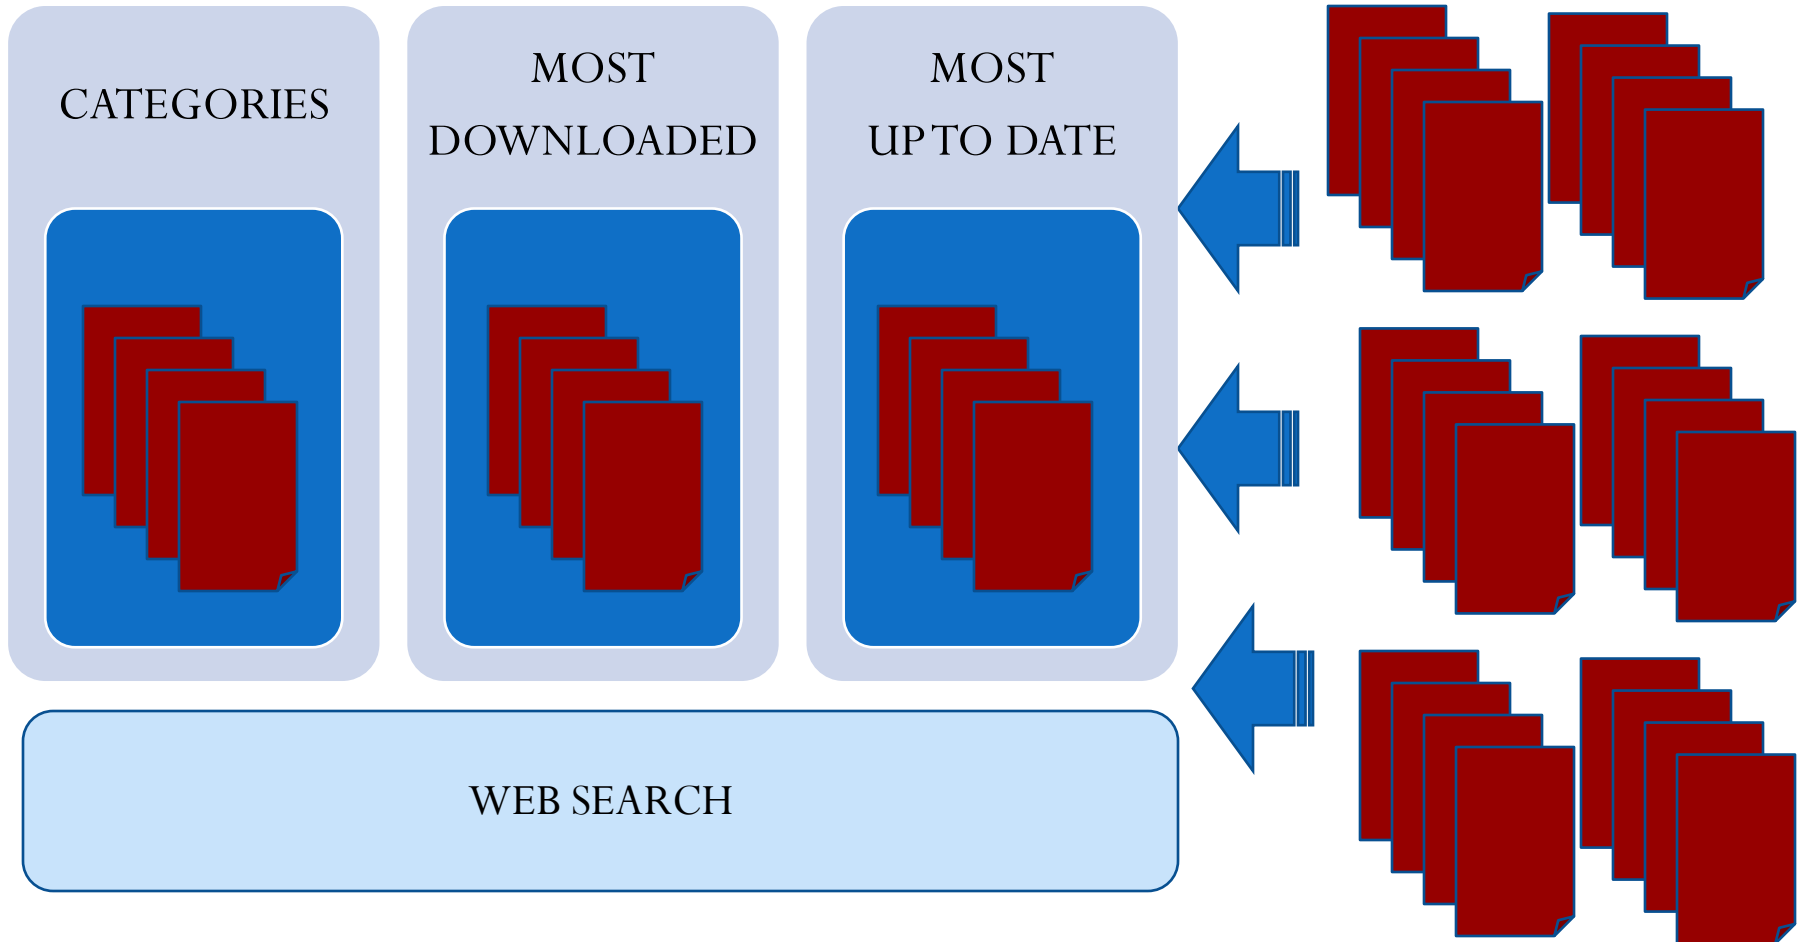 CATEGORIES
MOST
DOWNLOADED
MOST
UP TO DATE
WEB SEARCH